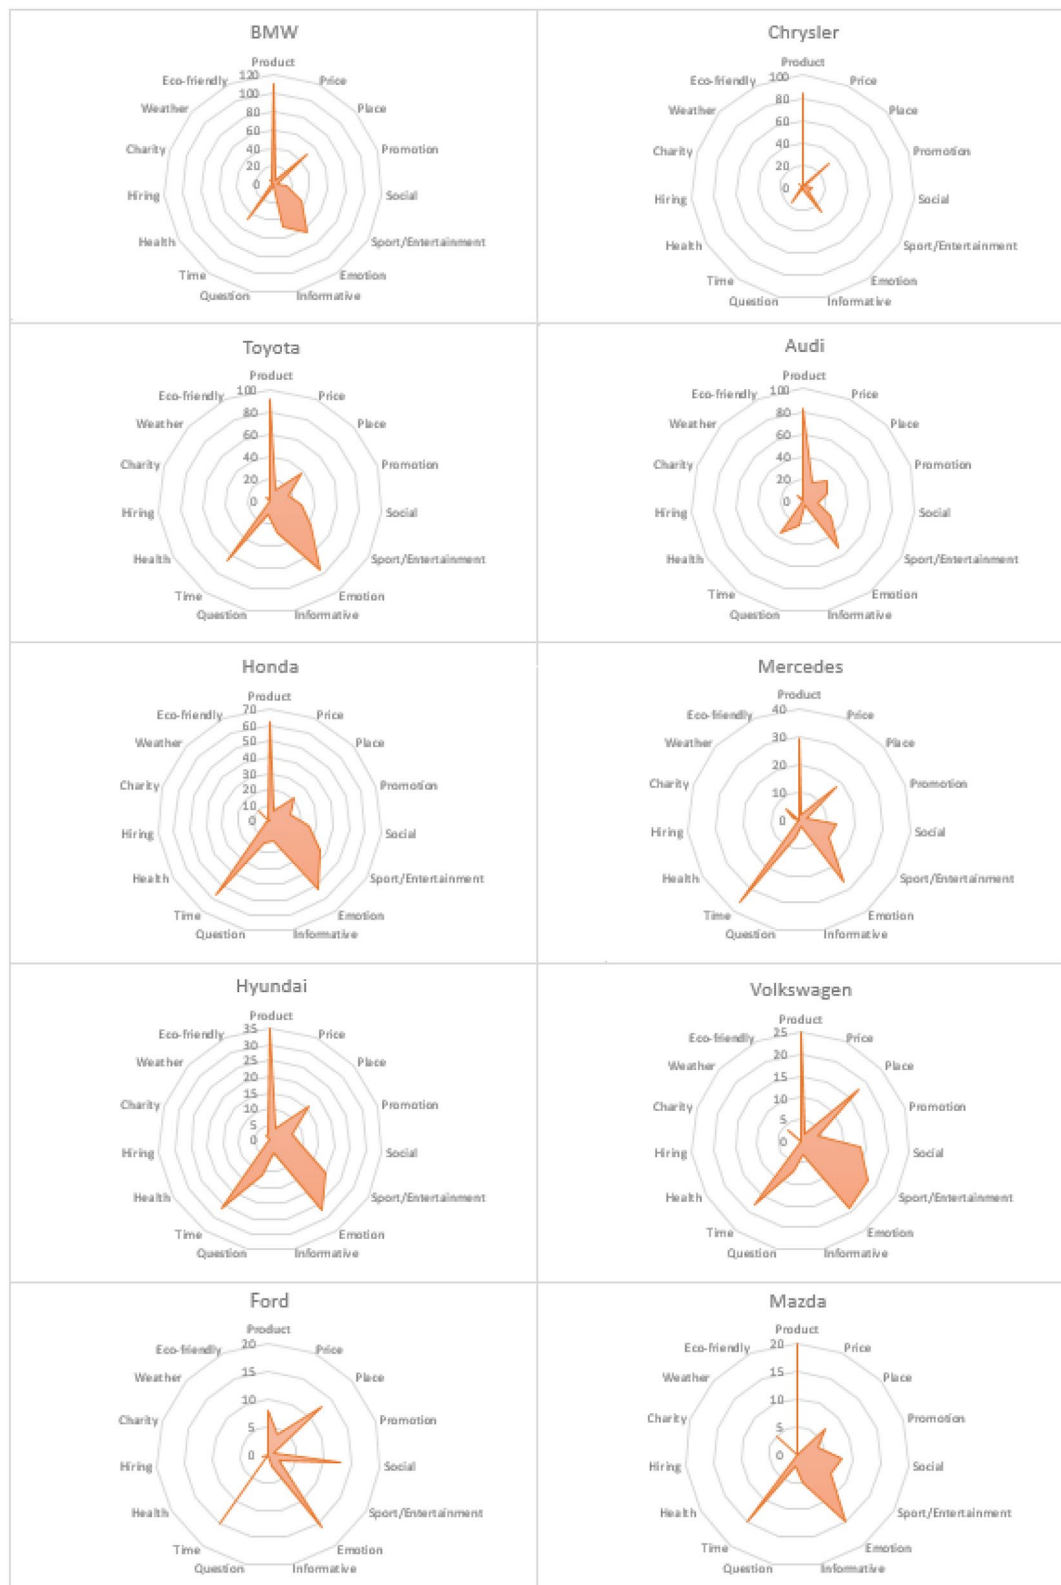 BMW
Product
Eco-friendly 120 Price
Weather 100 Place
80
60
Charity 40 Promotion
20
Hiring 0 Social
Health Sport/Entertainment
Time Emotion
Question Informative
Chrysler
Product
Eco-friendly 100 Price
Weather 80 Place
60
Charity 40 Promotion
20
Hiring 0 Social
Health Sport/Entertainment
Time Emotion
Question Informative
Toyota
Product
Eco-friendly 100 Price
Weather 80 Place
60
Charity 40 Promotion
20
Hiring 0 Social
Health Sport/Entertainment
Time Emotion
Question Informative
Audi
Product
Eco-friendly 100 Price
Weather 80 Place
60
Charity 40 Promotion
20
Hiring 0 Social
Health Sport/Entertainment
Time Emotion
Question Informative
Honda
Product
Eco-friendly 70 Price
60
Weather 50 Place
40
30
Charity 20 Promotion
10
Hiring 0 Social
Health Sport/Entertainment
Time Emotion
Question Informative
Mercedes
Product
Eco-friendly 40 Price
Weather 30 Place
20
Charity 10 Promotion
Hiring 0 Social
Health Sport/Entertainment
Time Emotion
Question Informative
Hyundai
Product
Eco-friendly 35 Price
30
Weather 25 Place
20
15
Charity 10 Promotion
5
Hiring 0 Social
Health Sport/Entertainment
Time Emotion
Question Informative
Volkswagen
Product
Eco-friendly 25 Price
Weather 20 Place
15
Charity 10 Promotion
5
Hiring 0 Social
Health Sport/Entertainment
Time Emotion
Question Informative
Ford
Product
Eco-friendly 20 Price
Weather 15 Place
10
Charity 5 Promotion
Hiring 0 Social
Health Sport/Entertainment
Time Emotion
Question Informative
Mazda
Product
Eco-friendly 20 Price
Weather 15 Place
10
Charity 5 Promotion
Hiring 0 Social
Health Sport/Entertainment
Time Emotion
Question Informative